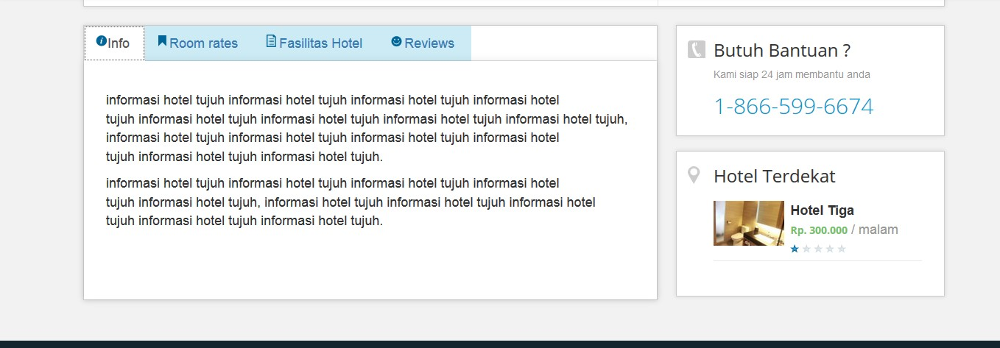 Info
Room rates
Fasilitas Hotel
Reviews
informasi hotel tujuh informasi hotel tujuh informasi hotel tujuh informasi hotel
tujuh informasi hotel tujuh informasi hotel tujuh informasi hotel tujuh informasi hotel tujuh,
informasi hotel tujuh informasi hotel tujuh informasi hotel tujuh informasi hotel
tujuh informasi hotel tujuh informasi hotel tujuh.
informasi hotel tujuh informasi hotel tujuh informasi hotel tujuh informasi hotel
tujuh informasi hotel tujuh, informasi hotel tujuh informasi hotel tujuh informasi hotel
tujuh informasi hotel tujuh informasi hotel tujuh.
Butuh Bantuan ?
Kami siap 24 jam membantu anda
1-866-599-6674
Hotel Terdekat
Hotel Tiga
Rp. 300.000 / malam